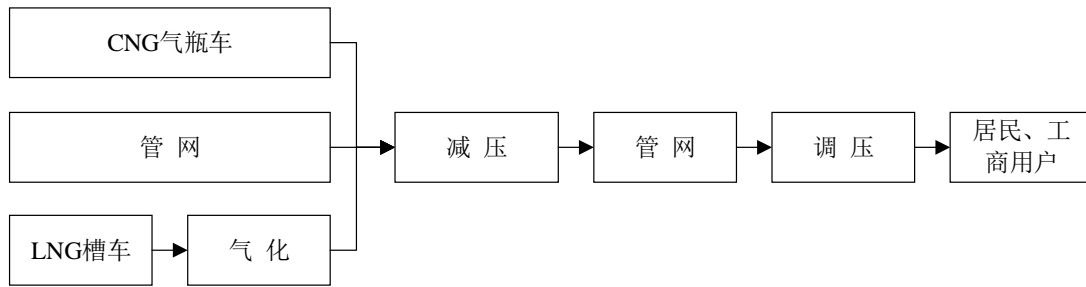 CNG气瓶车
管 网
减 压
管 网
调 压
居民、工
商用户
LNG槽车
气 化